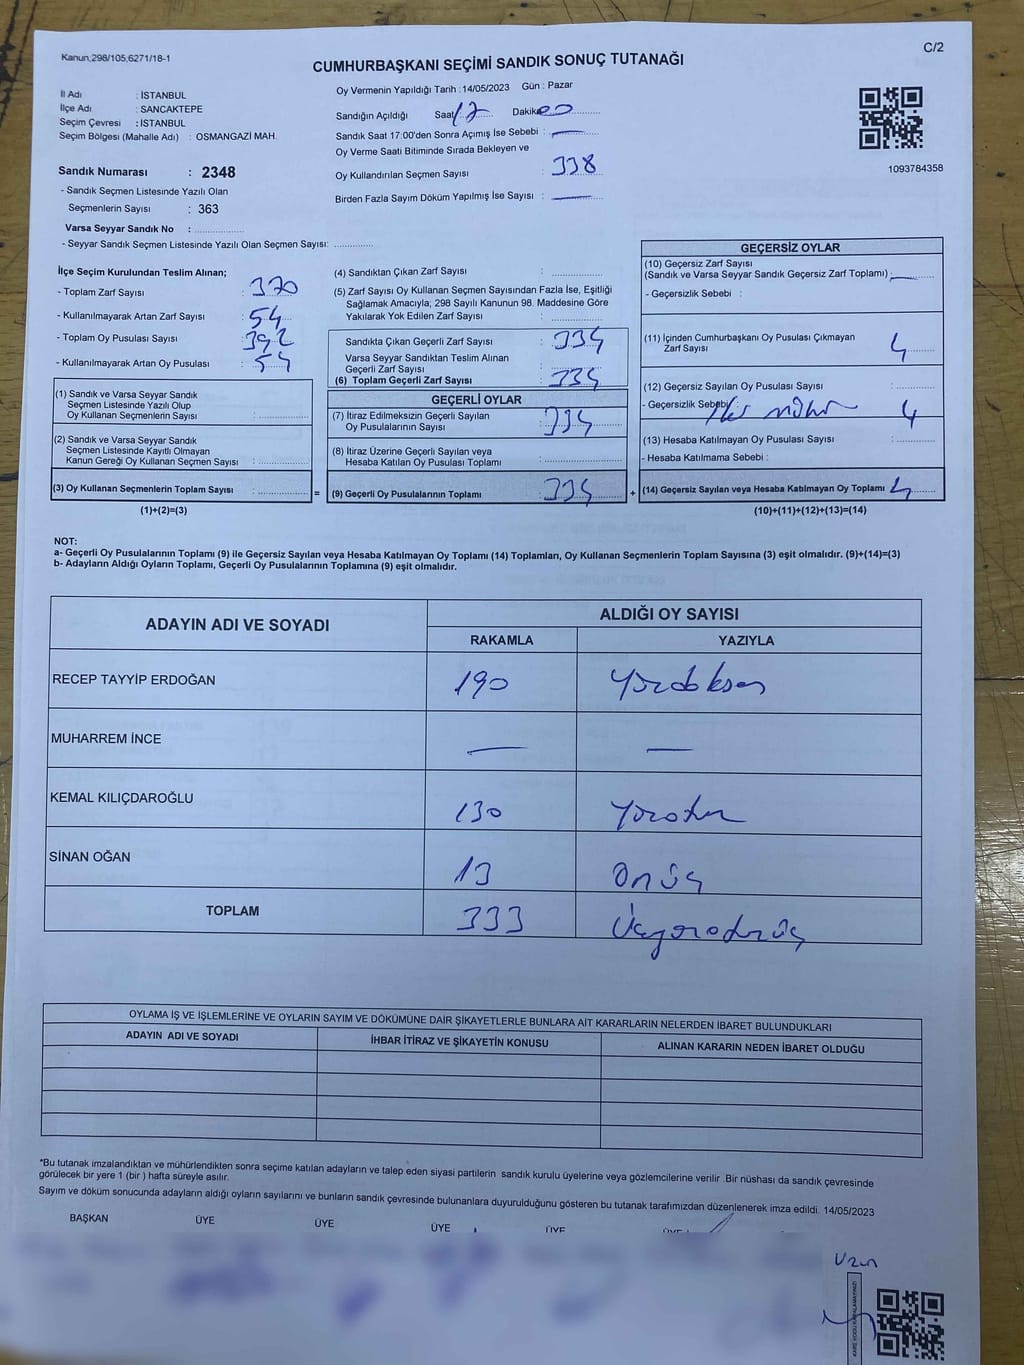 Kanun,298/105,6271/18-1
C/2
CUMHURBAŞKANI SEÇİMİ SANDIK SONUÇ TUTANAĞI
İl Adı : İSTANBUL
İlçe Adı : SANCAKTEPE
Seçim Çevresi : İSTANBUL
Seçim Bölgesi (Mahalle Adı) : OSMANGAZİ MAH.
Sandık Numarası : 2348
- Sandık Seçmen Listesinde Yazılı Olan
Seçmenlerin Sayısı : 363
Varsa Seyyar Sandık No :
- Seyyar Sandık Seçmen Listesinde Yazılı Olan Seçmen Sayısı:
Oy Vermenin Yapıldığı Tarih :14/05/2023 Gün : Pazar
Sandığın Açıldığı Saat 17 Dakika 00
Sandık Saat 17:00'den Sonra Açımış İse Sebebi : —
Oy Verme Saati Bitiminde Sırada Bekleyen ve
Oy Kullandırılan Seçmen Sayısı : 338
Birden Fazla Sayım Döküm Yapılmış İse Sayısı : —
1093784358
İlçe Seçim Kurulundan Teslim Alınan;
- Toplam Zarf Sayısı : 370
- Kullanılmayarak Artan Zarf Sayısı : 54
- Toplam Oy Pusulası Sayısı : 392
- Kullanılmayarak Artan Oy Pusulası : 54
(1) Sandık ve Varsa Seyyar Sandık
Seçmen Listesinde Yazılı Olup
Oy Kullanan Seçmenlerin Sayısı :
(2) Sandık ve Varsa Seyyar Sandık
Seçmen Listesinde Kayıtlı Olmayan
Kanun Gereği Oy Kullanan Seçmen Sayısı :
(3) Oy Kullanan Seçmenlerin Toplam Sayısı :
(1)+(2)=(3)
=
(4) Sandıktan Çıkan Zarf Sayısı :
(5) Zarf Sayısı Oy Kullanan Seçmen Sayısından Fazla İse, Eşitliği
Sağlamak Amacıyla; 298 Sayılı Kanunun 98. Maddesine Göre
Yakılarak Yok Edilen Zarf Sayısı :
Sandıkta Çıkan Geçerli Zarf Sayısı : 334
Varsa Seyyar Sandıktan Teslim Alınan
Geçerli Zarf Sayısı :
(6) Toplam Geçerli Zarf Sayısı : 334
GEÇERLİ OYLAR
(7) İtiraz Edilmeksizin Geçerli Sayılan
Oy Pusulalarının Sayısı : 334
(8) İtiraz Üzerine Geçerli Sayılan veya
Hesaba Katılan Oy Pusulası Toplamı :
(9) Geçerli Oy Pusulalarının Toplamı : 334
+
GEÇERSİZ OYLAR
(10) Geçersiz Zarf Sayısı
(Sandık ve Varsa Seyyar Sandık Geçersiz Zarf Toplamı) : —
- Geçersizlik Sebebi :
(11) İçinden Cumhurbaşkanı Oy Pusulası Çıkmayan
Zarf Sayısı 4
(12) Geçersiz Sayılan Oy Pusulası Sayısı :
- Geçersizlik Sebebi : 4
(13) Hesaba Katılmayan Oy Pusulası Sayısı :
- Hesaba Katılmama Sebebi :
(14) Geçersiz Sayılan veya Hesaba Katılmayan Oy Toplamı 4
(10)+(11)+(12)+(13)=(14)
NOT:
a- Geçerli Oy Pusulalarının Toplamı (9) ile Geçersiz Sayılan veya Hesaba Katılmayan Oy Toplamı (14) Toplamları, Oy Kullanan Seçmenlerin Toplam Sayısına (3) eşit olmalıdır. (9)+(14)=(3)
b- Adayların Aldığı Oyların Toplamı, Geçerli Oy Pusulalarının Toplamına (9) eşit olmalıdır.
ADAYIN ADI VE SOYADI
ALDIĞI OY SAYISI
RAKAMLA YAZIYLA
RECEP TAYYİP ERDOĞAN 190 Yüzdoksan
MUHARREM İNCE — —
KEMAL KILIÇDAROĞLU 130 Yüzotuz
SİNAN OĞAN 13 Onüç
TOPLAM 333 Üçyüzotuzüç
OYLAMA İŞ VE İŞLEMLERİNE VE OYLARIN SAYIM VE DÖKÜMÜNE DAİR ŞİKAYETLERLE BUNLARA AİT KARARLARIN NELERDEN İBARET BULUNDUKLARI
ADAYIN ADI VE SOYADI İHBAR İTİRAZ VE ŞİKAYETİN KONUSU ALINAN KARARIN NEDEN İBARET OLDUĞU
*Bu tutanak imzalandıktan ve mühürlendikten sonra seçime katılan adayların ve talep eden siyasi partilerin sandık kurulu üyelerine veya gözlemcilerine verilir .Bir nüshası da sandık çevresinde
görülecek bir yere 1 (bir ) hafta süreyle asılır.
Sayım ve döküm sonucunda adayların aldığı oyların sayılarını ve bunların sandık çevresinde bulunanlara duyurulduğunu gösteren bu tutanak tarafımızdan düzenlenerek imza edildi. 14/05/2023
BAŞKAN ÜYE ÜYE ÜYE ÜYE ÜYE
Uzun